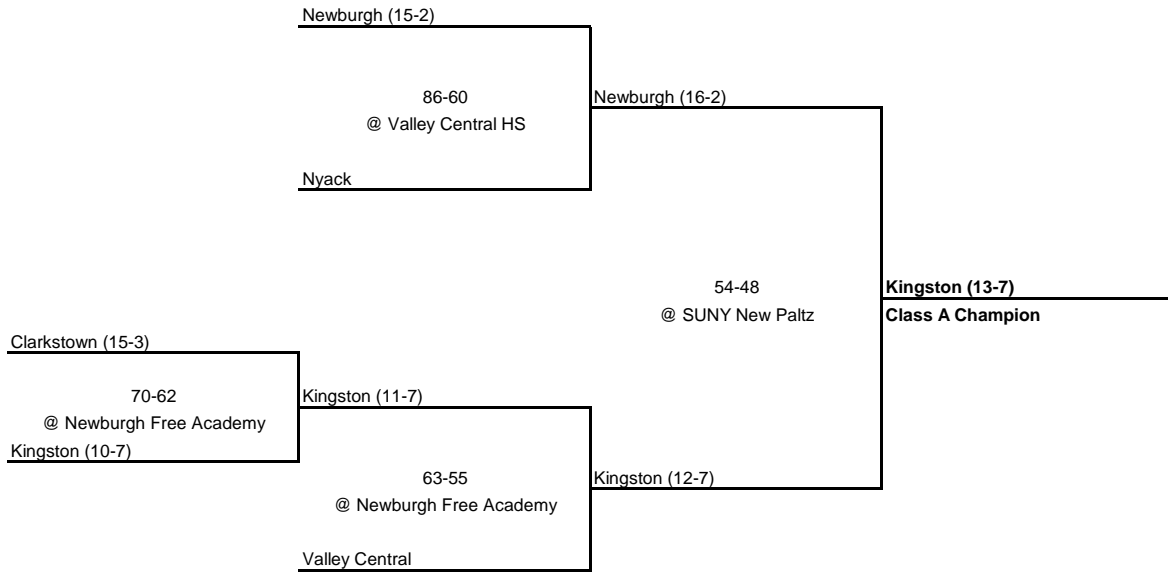 Newburgh (15-2)
86-60
@ Valley Central HS
Newburgh (16-2)
Nyack
54-48
@ SUNY New Paltz
Kingston (13-7)
Class A Champion
Clarkstown (15-3)
70-62
@ Newburgh Free Academy
Kingston (11-7)
Kingston (10-7)
63-55
@ Newburgh Free Academy
Kingston (12-7)
Valley Central